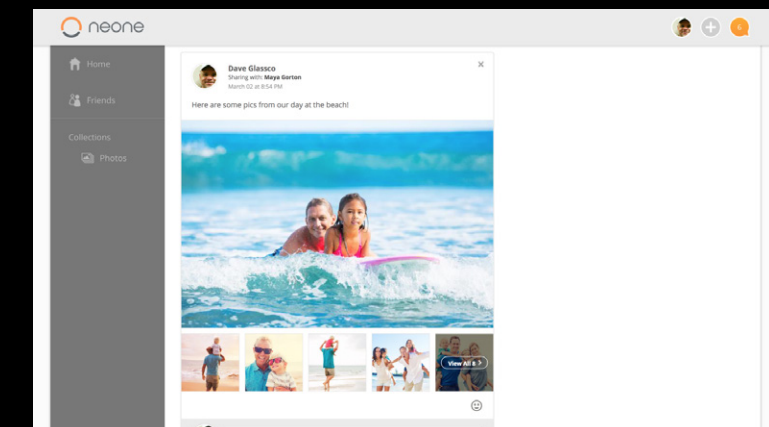 neone
6
Home
Friends
Collections
Photos
Dave Glassco
Sharing with: Maya Gorton
March 02 at 8:54 PM
Here are some pics from our day at the beach!
View All 8 >